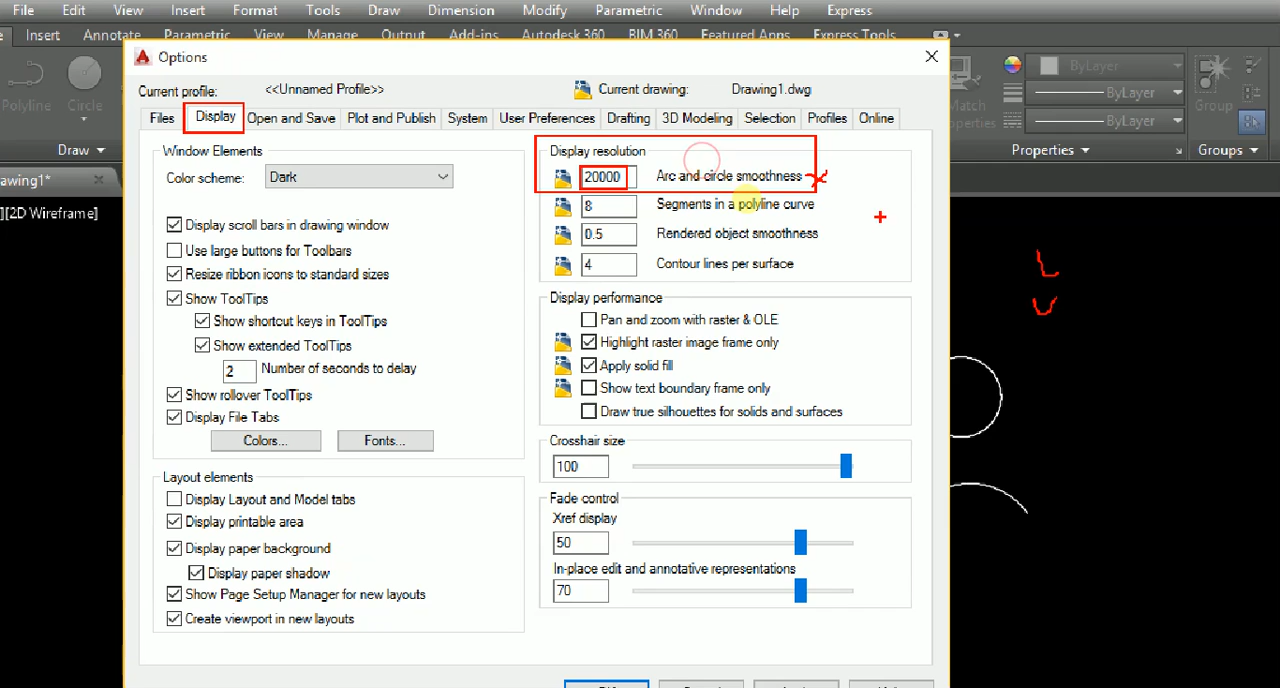 File Edit View Insert Format Tools Draw Dimension Modify Parametric Window Help Express
Insert Annotate Parametric View Manage Output Add-ins Autodesk 360 BIM 360 Featured Apps Express Tools
Options
Current profile: <<Unnamed Profile>> Current drawing: Drawing1.dwg
Files Display Open and Save Plot and Publish System User Preferences Drafting 3D Modeling Selection Profiles Online
Polyline Circle
Draw
awing1*
][2D Wireframe]
Window Elements
Color scheme: Dark
Display scroll bars in drawing window
Use large buttons for Toolbars
Resize ribbon icons to standard sizes
Show ToolTips
Show shortcut keys in ToolTips
Show extended ToolTips
2 Number of seconds to delay
Show rollover ToolTips
Display File Tabs
Colors... Fonts...
Layout elements
Display Layout and Model tabs
Display printable area
Display paper background
Display paper shadow
Show Page Setup Manager for new layouts
Create viewport in new layouts
Display resolution
20000 Arc and circle smoothness
8 Segments in a polyline curve
0.5 Rendered object smoothness
4 Contour lines per surface
Display performance
Pan and zoom with raster & OLE
Highlight raster image frame only
Apply solid fill
Show text boundary frame only
Draw true silhouettes for solids and surfaces
Crosshair size
100
Fade control
Xref display
50
In-place edit and annotative representations
70
Match
operties
ByLayer
ByLayer
ByLayer
Properties
Group
Groups